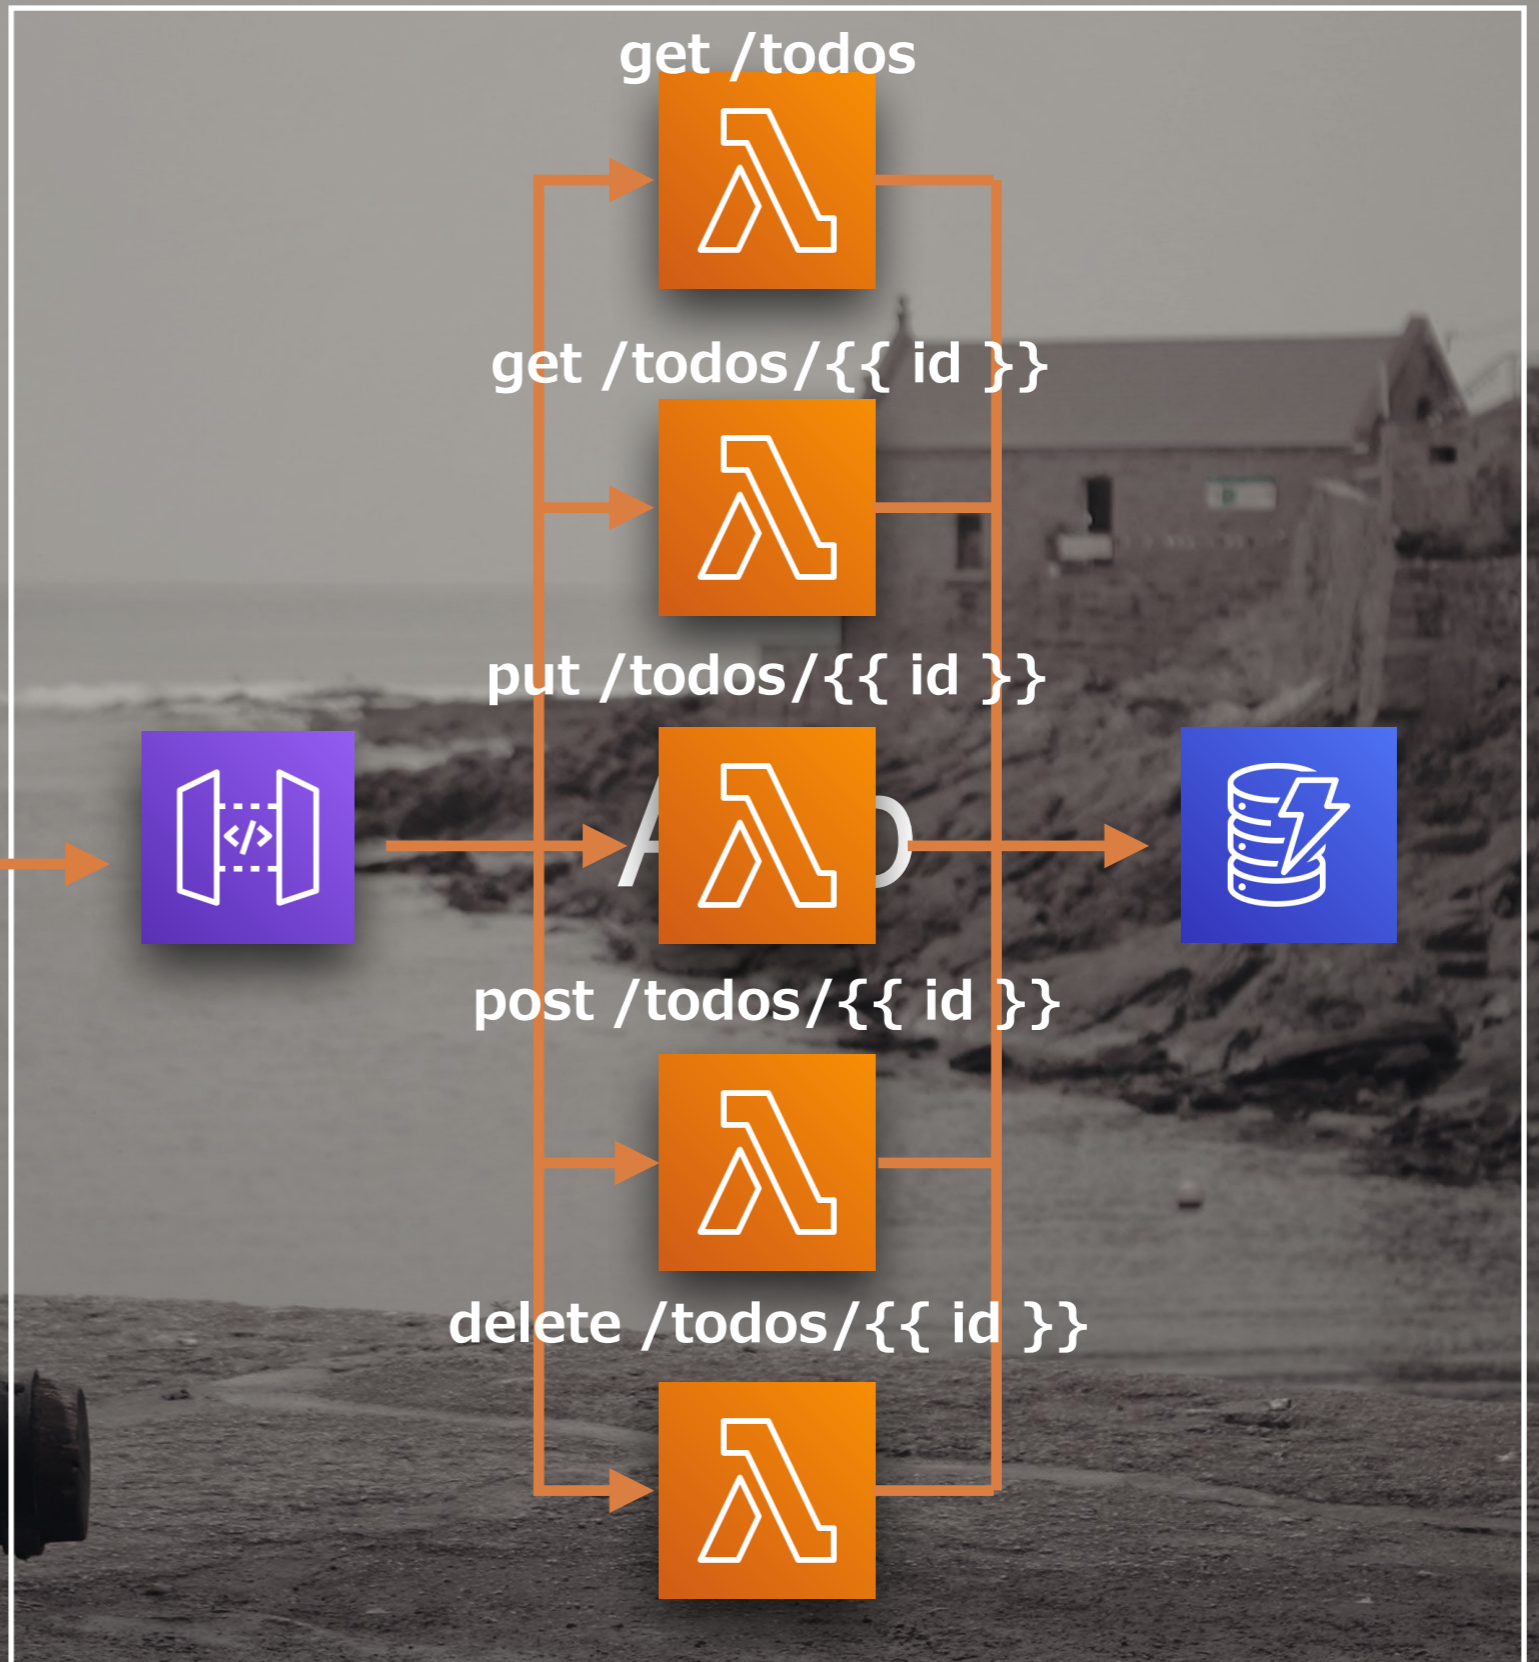 get /todos
get /todos/{{ id }}
put /todos/{{ id }}
post /todos/{{ id }}
delete /todos/{{ id }}